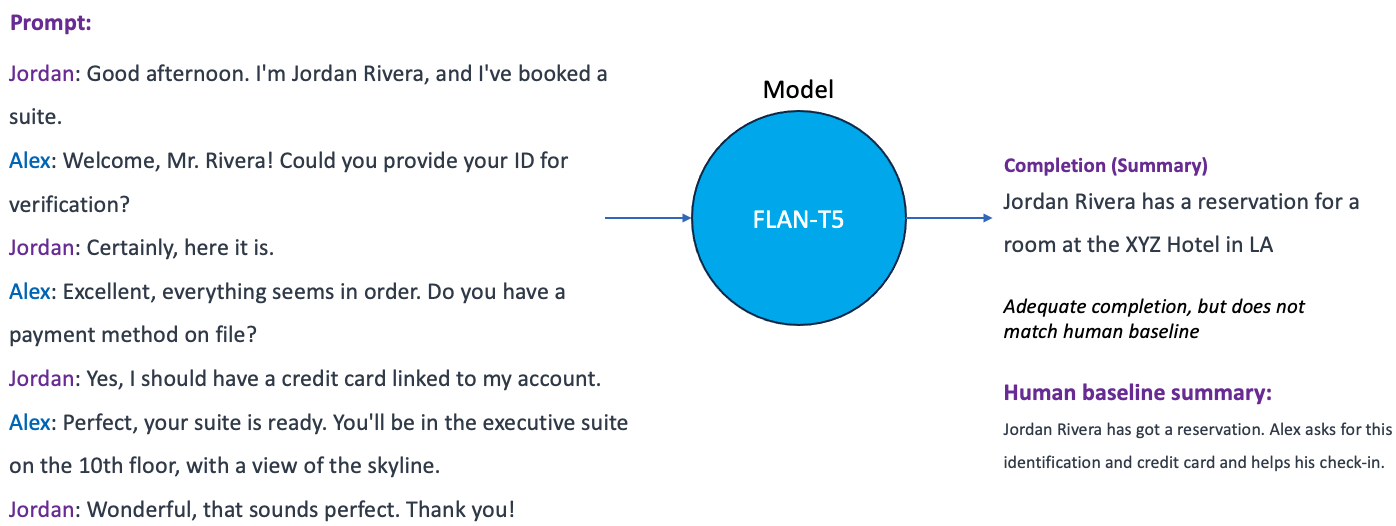 Prompt:
Jordan: Good afternoon. I'm Jordan Rivera, and I've booked a
suite.
Alex: Welcome, Mr. Rivera! Could you provide your ID for
verification?
Jordan: Certainly, here it is.
Alex: Excellent, everything seems in order. Do you have a
payment method on file?
Jordan: Yes, I should have a credit card linked to my account.
Alex: Perfect, your suite is ready. You'll be in the executive suite
on the 10th floor, with a view of the skyline.
Jordan: Wonderful, that sounds perfect. Thank you!
Model
FLAN-T5
Completion (Summary)
Jordan Rivera has a reservation for a
room at the XYZ Hotel in LA
Adequate completion, but does not
match human baseline
Human baseline summary:
Jordan Rivera has got a reservation. Alex asks for this
identification and credit card and helps his check-in.